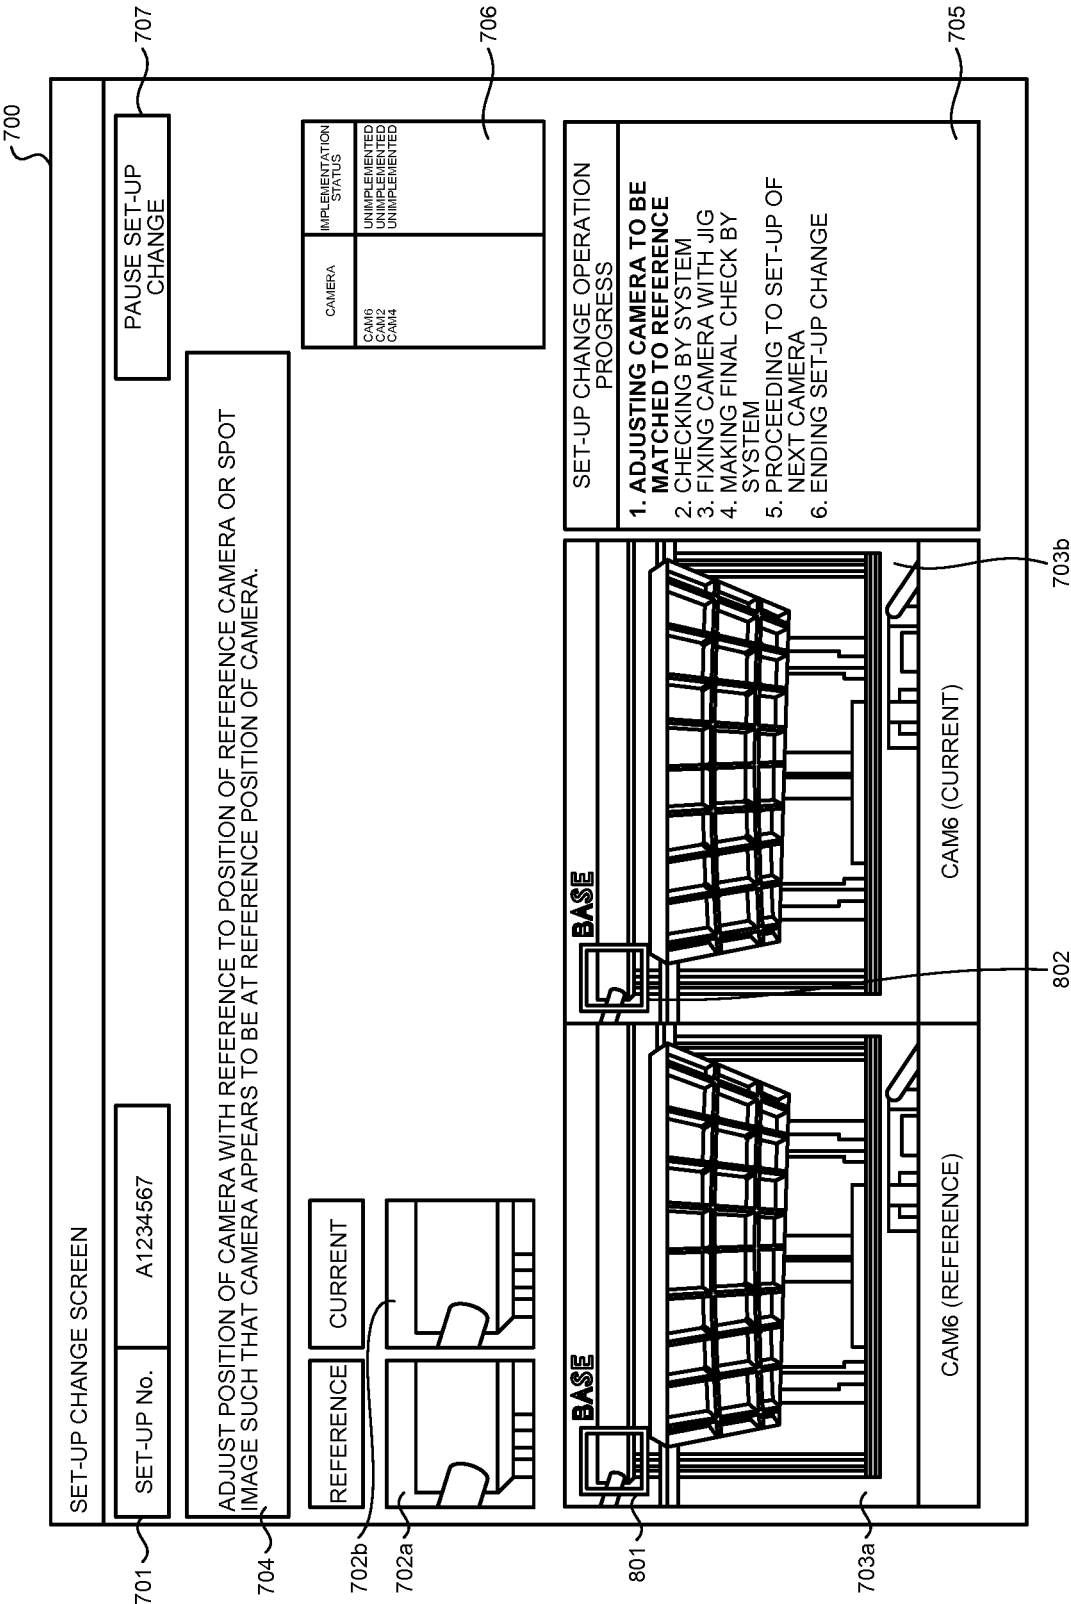 700
707
SET-UP CHANGE SCREEN
701
SET-UP No.
A1234567
PAUSE SET-UP
CHANGE
704
ADJUST POSITION OF CAMERA WITH REFERENCE TO POSITION OF REFERENCE CAMERA OR SPOT
IMAGE SUCH THAT CAMERA APPEARS TO BE AT REFERENCE POSITION OF CAMERA.
702b
REFERENCE
CURRENT
702a
CAMERA
IMPLEMENTATION
STATUS
CAM6
UNIMPLEMENTED
CAM2
UNIMPLEMENTED
CAM4
UNIMPLEMENTED
706
BASE
BASE
801
802
703a
703b
CAM6 (REFERENCE)
CAM6 (CURRENT)
SET-UP CHANGE OPERATION
PROGRESS
1. ADJUSTING CAMERA TO BE
MATCHED TO REFERENCE
2. CHECKING BY SYSTEM
3. FIXING CAMERA WITH JIG
4. MAKING FINAL CHECK BY
SYSTEM
5. PROCEEDING TO SET-UP OF
NEXT CAMERA
6. ENDING SET-UP CHANGE
705